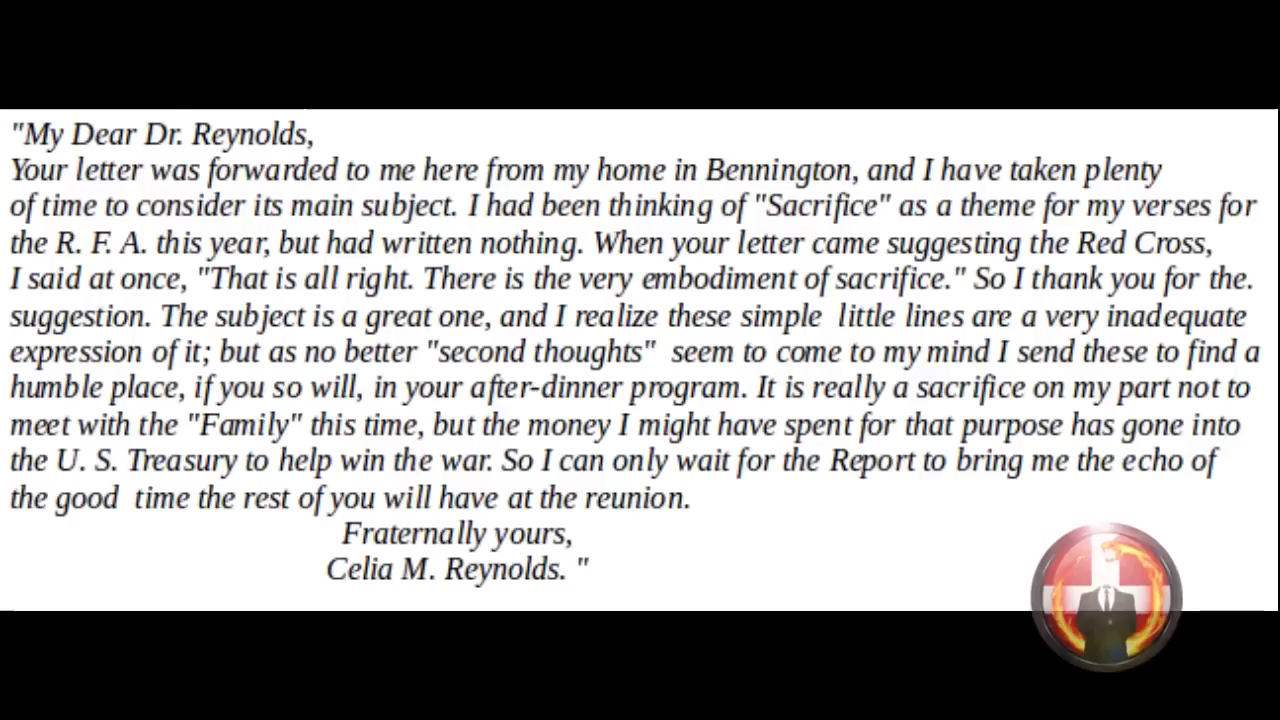 "My Dear Dr. Reynolds,
Your letter was forwarded to me here from my home in Bennington, and I have taken plenty
of time to consider its main subject. I had been thinking of "Sacrifice" as a theme for my verses for
the R. F. A. this year, but had written nothing. When your letter came suggesting the Red Cross,
I said at once, "That is all right. There is the very embodiment of sacrifice." So I thank you for the.
suggestion. The subject is a great one, and I realize these simple  little lines are a very inadequate
expression of it; but as no better "second thoughts"  seem to come to my mind I send these to find a
humble place, if you so will, in your after-dinner program. It is really a sacrifice on my part not to
meet with the "Family" this time, but the money I might have spent for that purpose has gone into
the U. S. Treasury to help win the war. So I can only wait for the Report to bring me the echo of
the good  time the rest of you will have at the reunion.
Fraternally yours,
Celia M. Reynolds. "